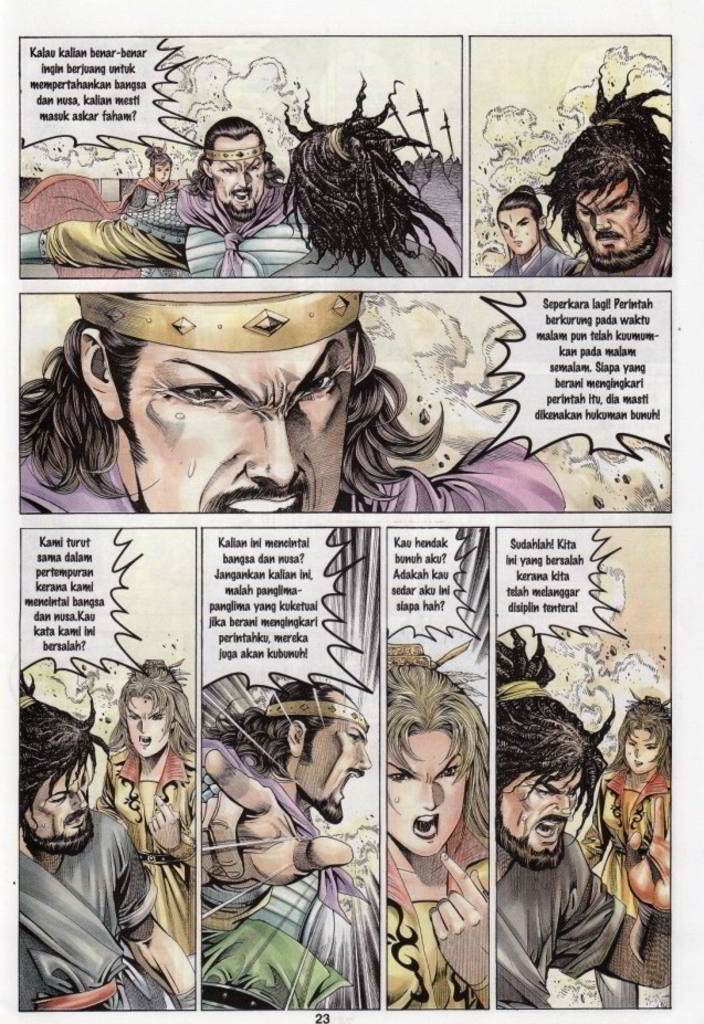 Kalau kalian benar-benar
ingin berjuang untuk
mempertahankan bangsa
dan nusa, kalian mesti
masuk askar faham?
Seperkara lagi! Perintah
berkurung pada waktu
malam pun telah kuumum-
kan pada malam
semalam. Siapa yang
berani mengingkari
perintah itu, dia masti
dikenakan hukuman bunuh!
Kami turut
sama dalam
pertempuran
kerana kami
mencintai bangsa
dan nusa.Kau
kata kami ini
bersalah?
Kalian ini mencintai
bangsa dan nusa?
Jangankan kalian ini,
malah panglima-
panglima yang kuketuai
jika berani mengingkari
perintahku, mereka
juga akan kubunuh!
Kau hendak
bunuh aku?
Adakah kau
sedar aku ini
siapa hah?
Sudahlah! Kita
ini yang bersalah
kerana kita
telah melanggar
disiplin tentera!
23